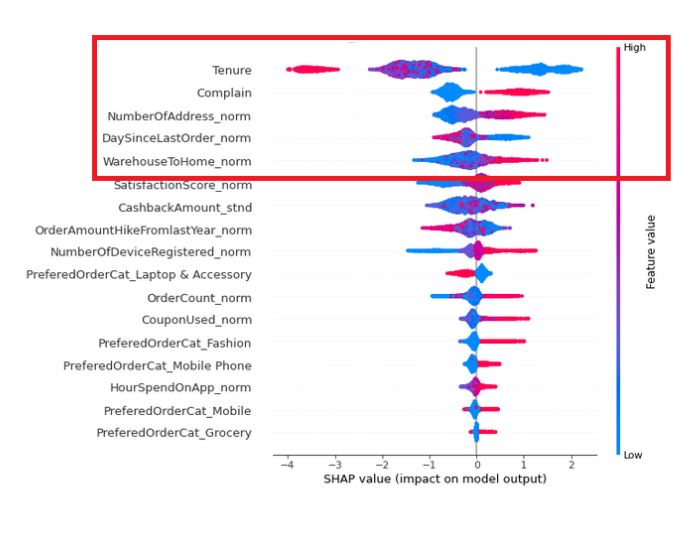 High
Tenure
Complain
NumberOfAddress_norm
DaySinceLastOrder_norm
WarehouseToHome_norm
SatisfactionScore_norm
CashbackAmount_stnd
OrderAmountHikeFromlastYear_norm
NumberOfDeviceRegistered_norm
PreferedOrderCat_Laptop & Accessory
OrderCount_norm
CouponUsed_norm
PreferedOrderCat_Fashion
PreferedOrderCat_Mobile Phone
HourSpendOnApp_norm
PreferedOrderCat_Mobile
PreferedOrderCat_Grocery
Feature value
Low
−4 −3 −2 −1 0 1 2
SHAP value (impact on model output)